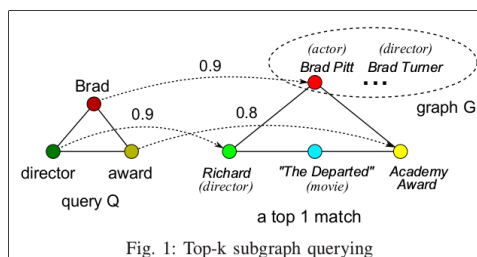 (actor) (director)
Brad Pitt Brad Turner
...
0.9
Brad
graph G
0.9
0.8
director award
Richard "The Departed" Academy
(director) (movie) Award
query Q
a top 1 match
Fig. 1: Top-k subgraph querying